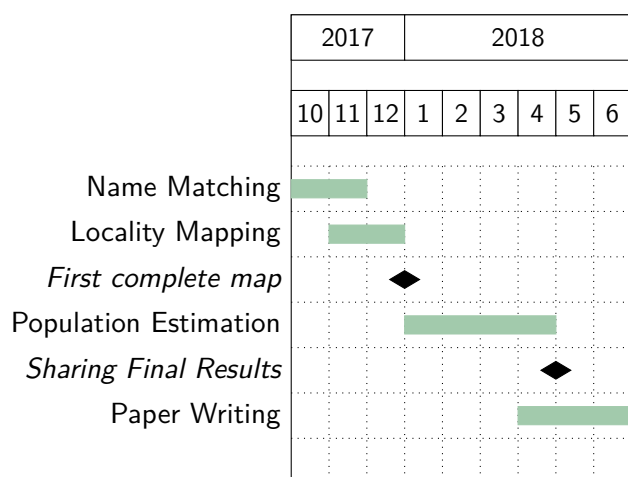 2017 2018
10 11 12 1 2 3 4 5 6
Name Matching
Locality Mapping
First complete map
Population Estimation
Sharing Final Results
Paper Writing